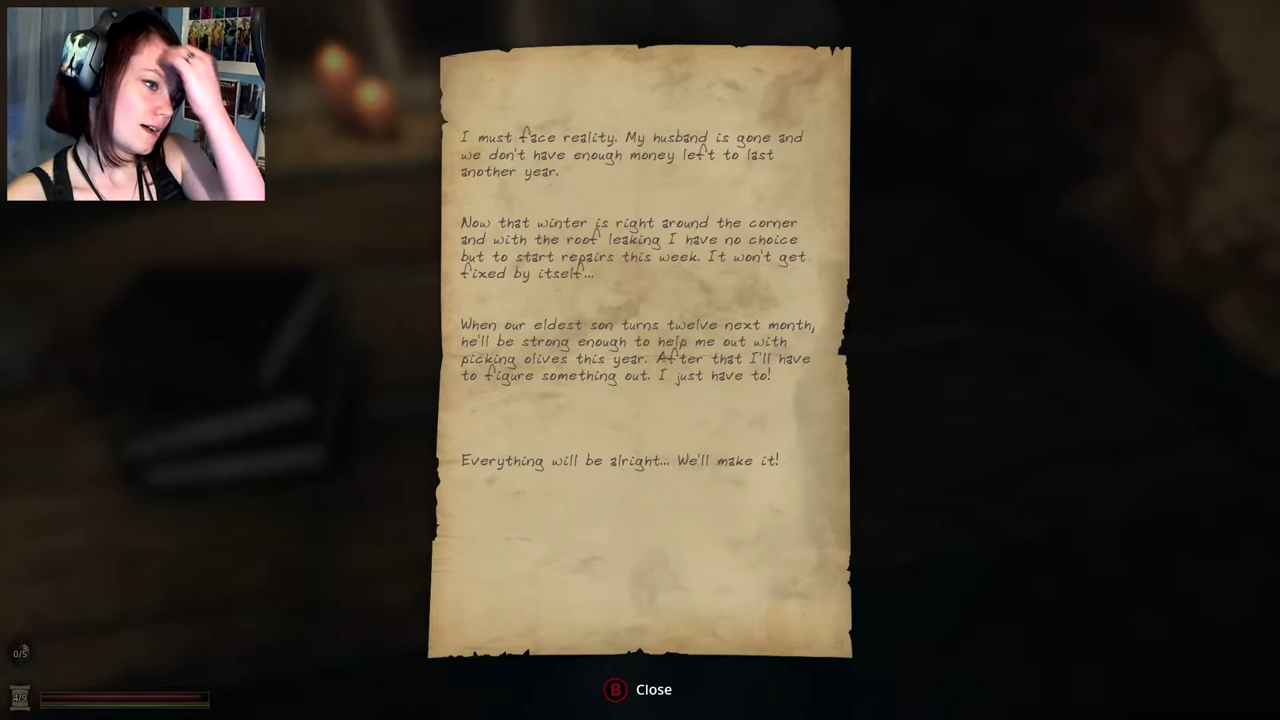 I must face reality. My husband is gone and
we don't have enough money left to last
another year.
Now that winter is right around the corner
and with the roof leaking I have no choice
but to start repairs this week. It won't get
fixed by itself...
When our eldest son turns twelve next month,
he'll be strong enough to help me out with
picking olives this year. After that I'll have
to figure something out. I just have to!
Everything will be alright... We'll make it!
0/5
4/9
B Close